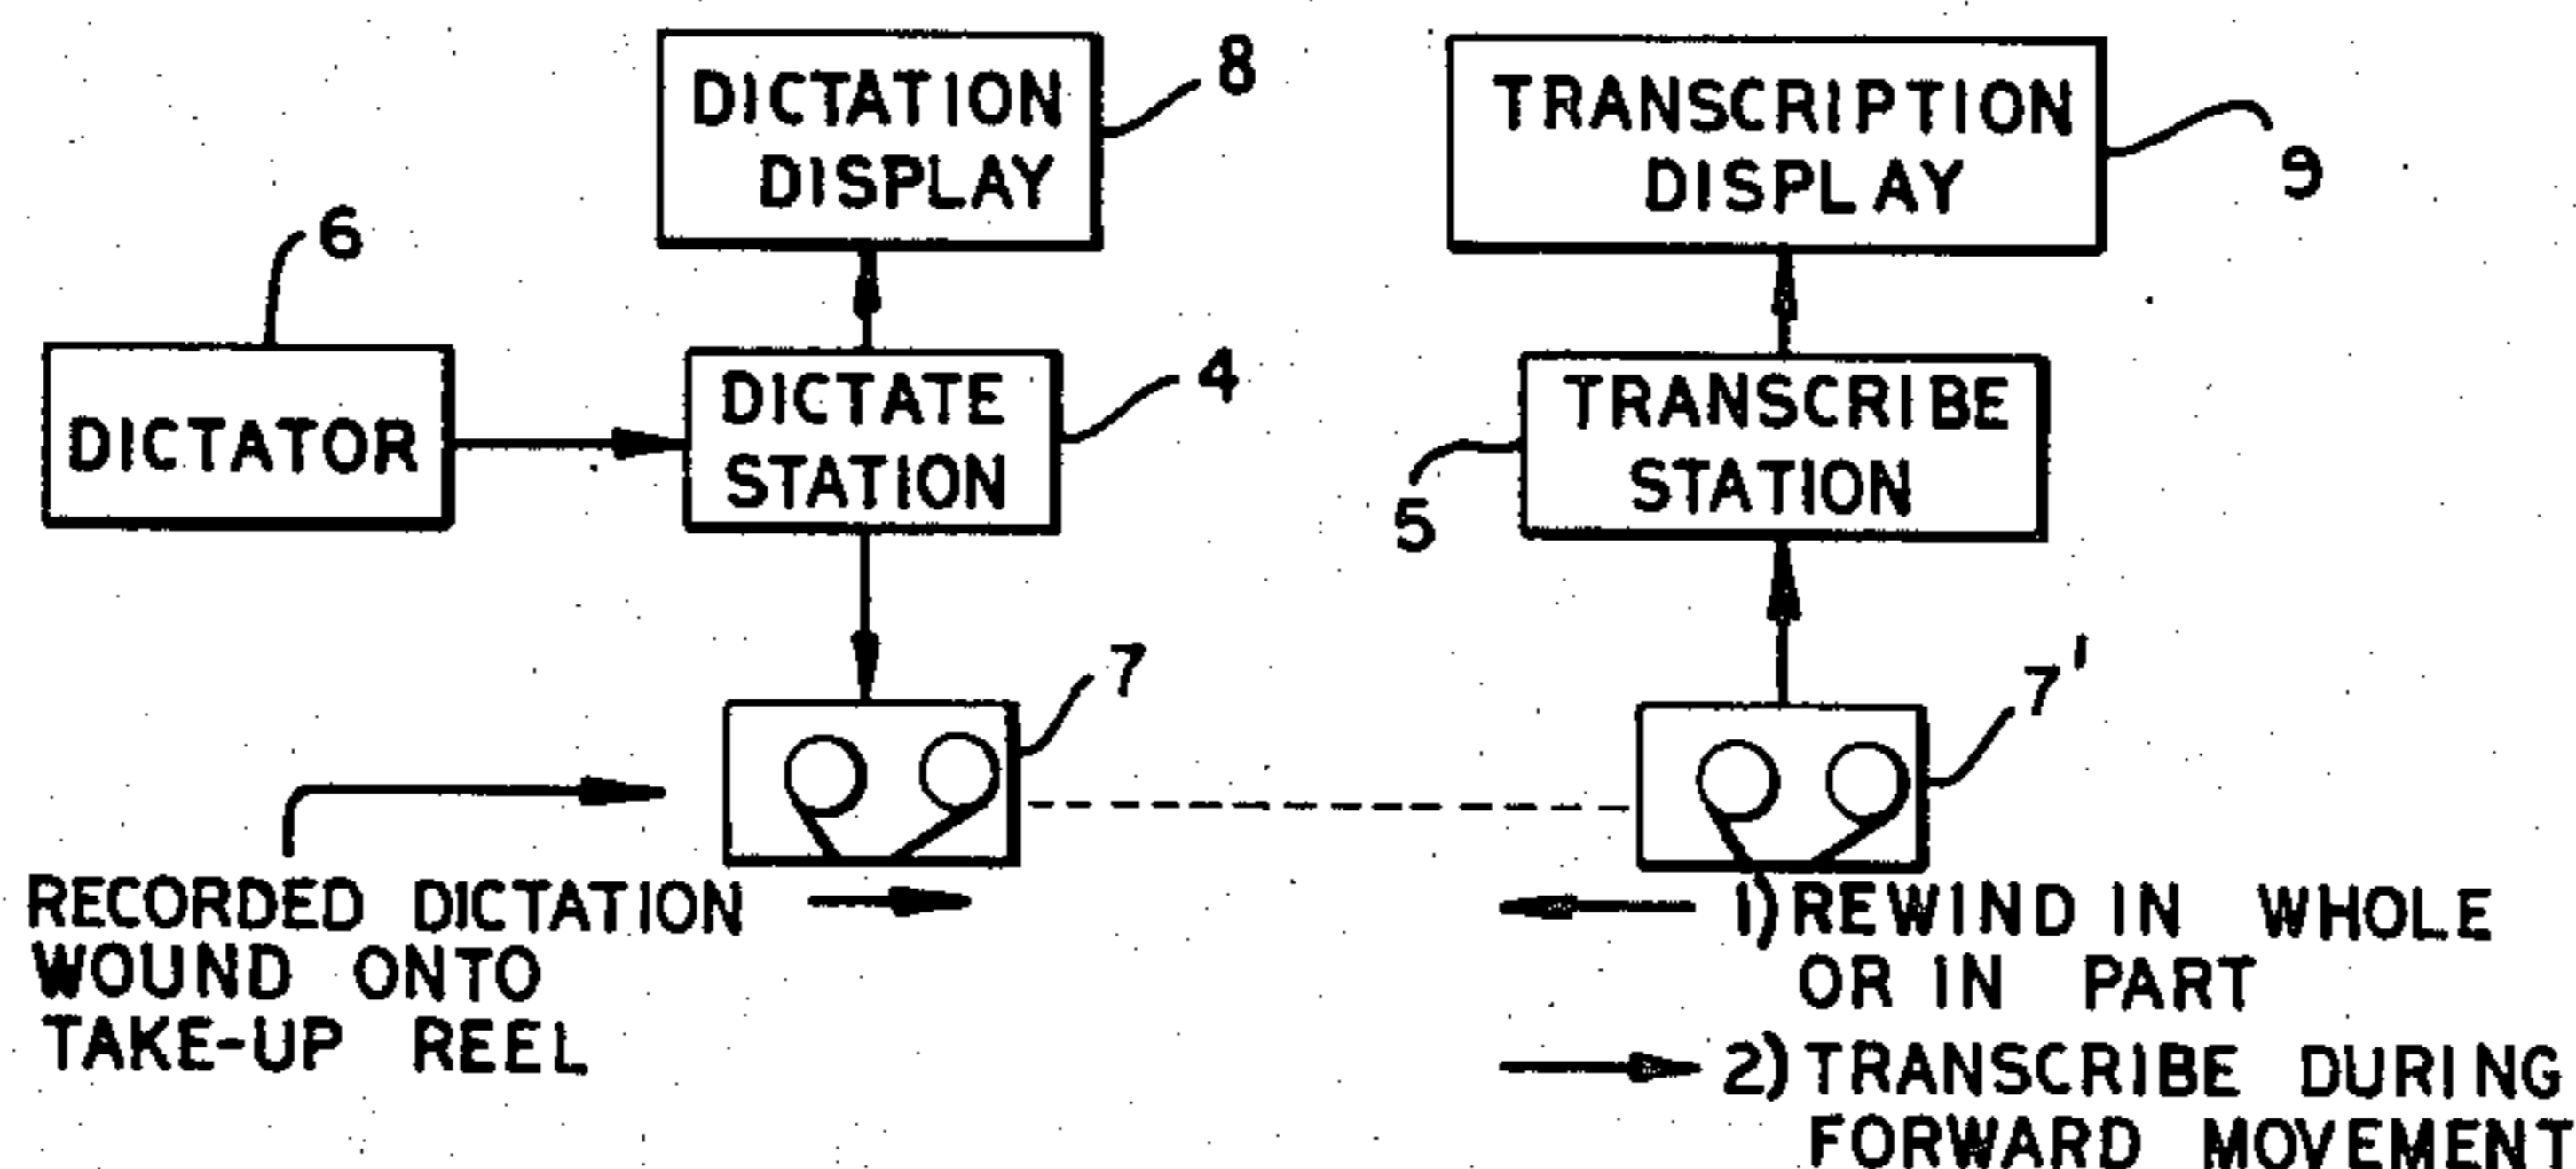 DICTATION
DISPLAY
8
TRANSCRIPTION
DISPLAY
9
6
DICTATOR
DICTATE
STATION
4
TRANSCRIBE
STATION
5
7
7'
RECORDED DICTATION
WOUND ONTO
TAKE-UP REEL
1) REWIND IN WHOLE
OR IN PART
2) TRANSCRIBE DURING
FORWARD MOVEMENT